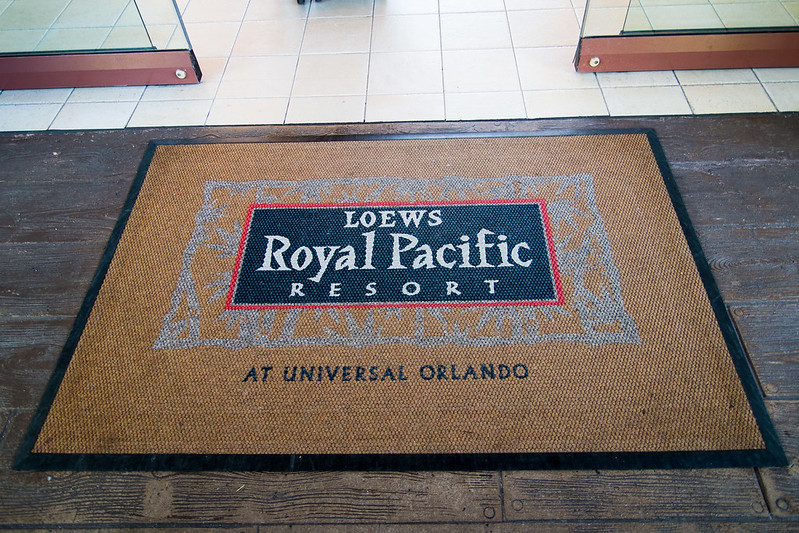 LOEWS
Royal Pacific
RESORT
AT UNIVERSAL ORLANDO